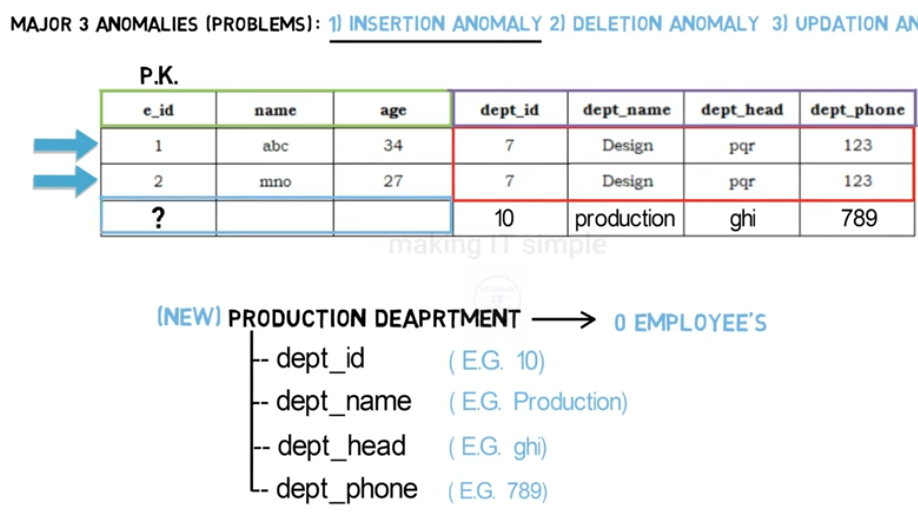 MAJOR 3 ANOMALIES (PROBLEMS): 1) INSERTION ANOMALY 2) DELETION ANOMALY 3) UPDATION AN
P.K.
e_id name age dept_id dept_name dept_head dept_phone
1 abc 34 7 Design pqr 123
2 mno 27 7 Design pqr 123
? 10 production ghi 789
making IT simple
(NEW) PRODUCTION DEAPRTMENT → 0 EMPLOYEE'S
-- dept_id (E.G. 10)
-- dept_name (E.G. Production)
-- dept_head (E.G. ghi)
-- dept_phone (E.G. 789)